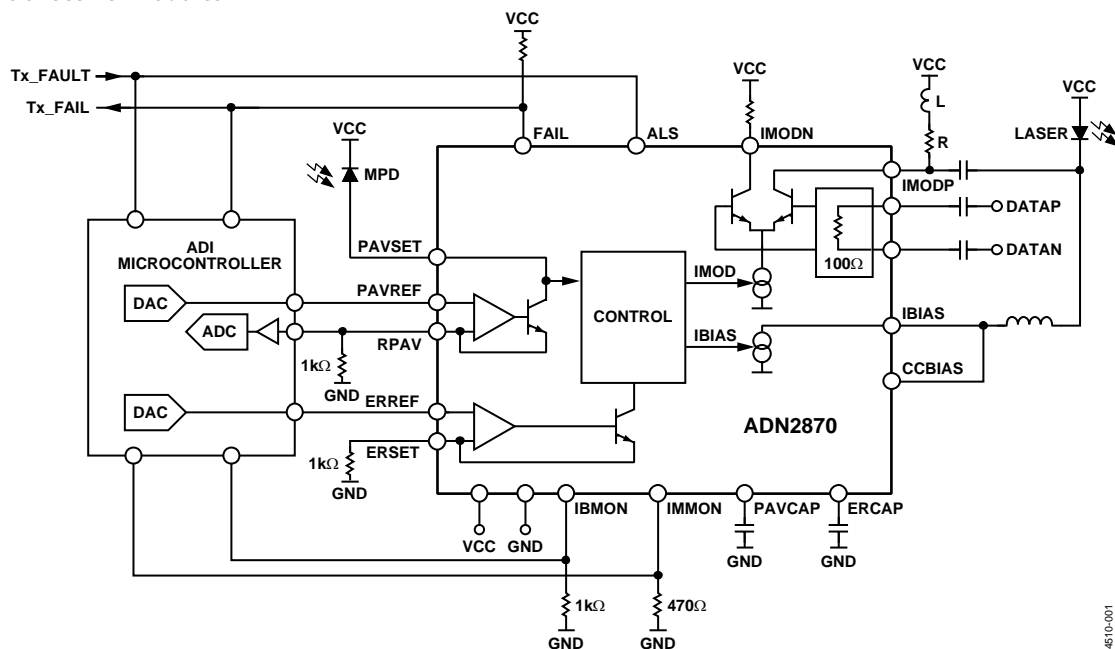 VCC
VCC
VCC
VCC
Tx_FAULT
L
Tx_FAIL
VCC
FAIL
ALS
IMODN
R
LASER
MPD
IMODP
DATAP
ADI
MICROCONTROLLER
PAVSET
100Ω
DATAN
IMOD
DAC
PAVREF
CONTROL
ADC
RPAV
IBIAS
IBIAS
1kΩ
GND
CCBIAS
DAC
ERREF
ADN2870
ERSET
1kΩ
GND
IBMON
IMMON
PAVCAP
ERCAP
VCC
GND
GND
GND
1kΩ
470Ω
GND
GND
4510-001